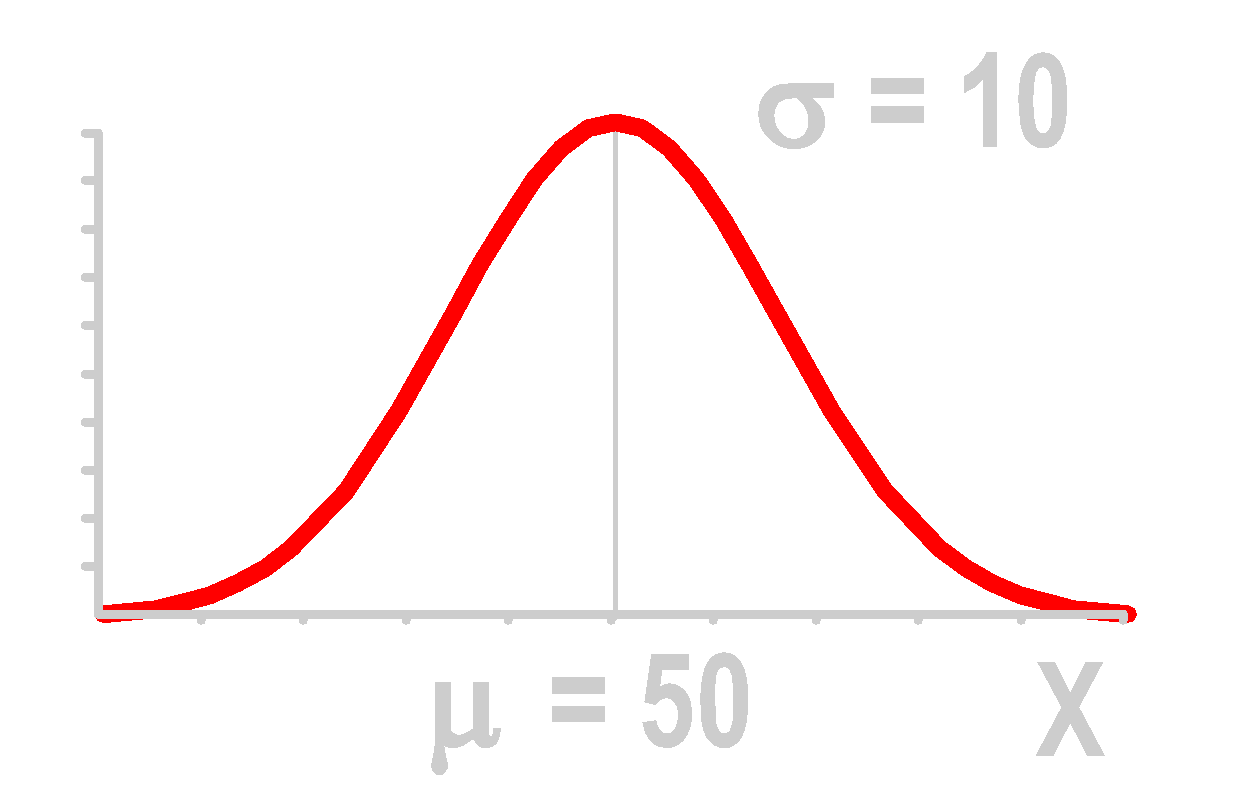 σ = 10
μ = 50
X